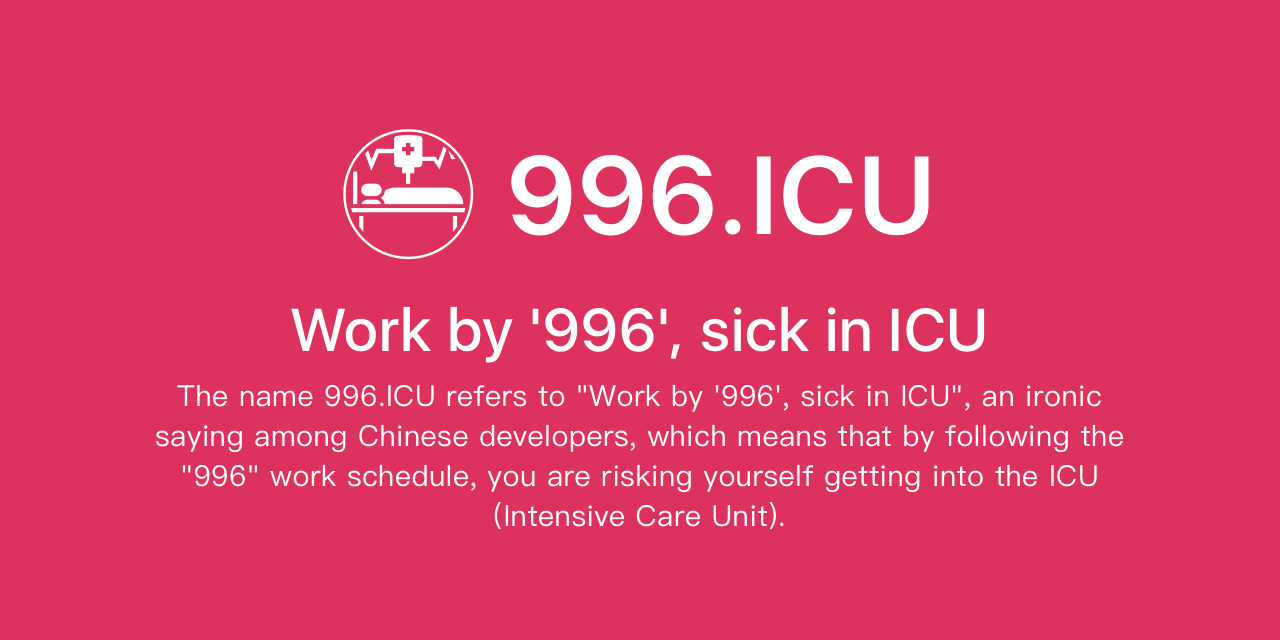 996.ICU
Work by '996', sick in ICU
The name 996.ICU refers to "Work by '996', sick in ICU", an ironic
saying among Chinese developers, which means that by following the
"996" work schedule, you are risking yourself getting into the ICU
(Intensive Care Unit).